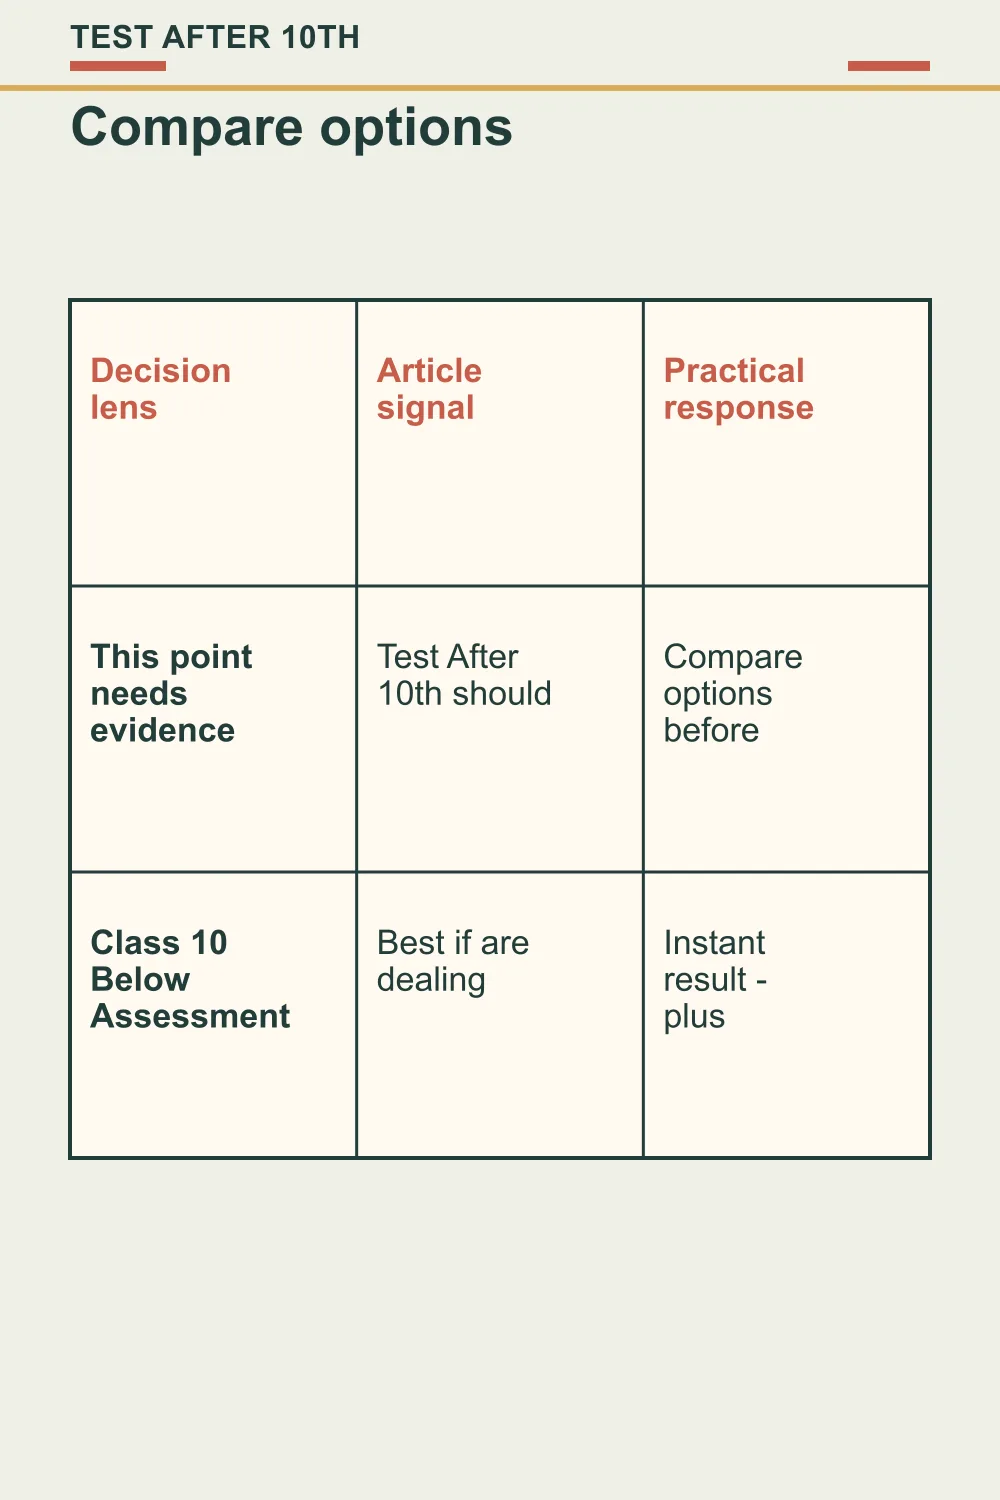 TEST AFTER 10TH
Compare options
Decision
lens
Article
signal
Practical
response
This point
needs
evidence
Test After
10th should
Compare
options
before
Class 10
Below
Assessment
Best if are
dealing
Instant
result -
plus